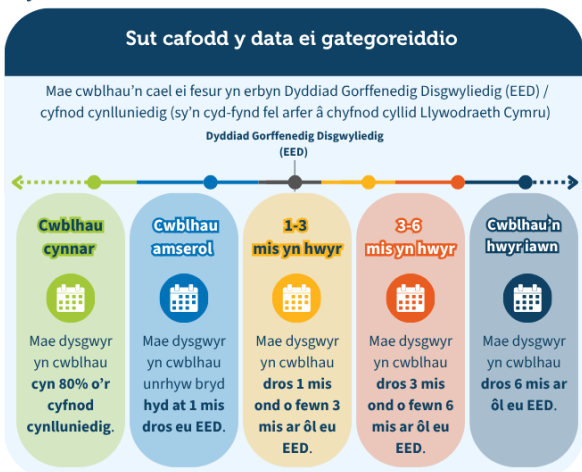 Sut cafodd y data ei gategoreiddio
Mae cwblhau'n cael ei fesur yn erbyn Dyddiad Gorffenedig Disgwyliedig (EED) /
cyfnod cynlluniedig (sy'n cyd-fynd fel arfer â chyfnod cyllid Llywodraeth Cymru)
Dyddiad Gorffenedig Disgwyliedig
(EED)
Cwblhau
cynnar
Mae dysgwyr
yn cwblhau
cyn 80% o'r
cyfnod
cynlluniedig.
Cwblhau
amserol
Mae dysgwyr
yn cwblhau
unrhyw bryd
hyd at 1 mis
dros eu EED.
1-3
mis yn hwyr
Mae dysgwyr
yn cwblhau
dros 1 mis
ond o fewn 3
mis ar ôl eu
EED.
3-6
mis yn hwyr
Mae dysgwyr
yn cwblhau
dros 3 mis
ond o fewn 6
mis ar ôl eu
EED.
Cwblhau'n
hwyr iawn
Mae dysgwyr
yn cwblhau
dros 6 mis ar
ôl eu EED.